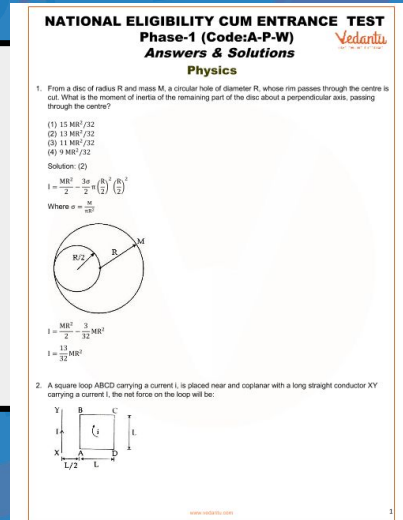 NATIONAL ELIGIBILITY CUM ENTRANCE TEST
Phase-1 (Code:A-P-W)
Vedantu
Answers & Solutions
Physics
1. From a disc of radius R and mass M, a circular hole of diameter R, whose rim passes through the centre is
cut. What is the moment of inertia of the remaining part of the disc about a perpendicular axis, passing
through the centre?
(1) 15 MR²/32
(2) 13 MR²/32
(3) 11 MR²/32
(4) 9 MR²/32
Solution: (2)
I = MR²/2 − 3σ/2 π(R/2)² (R/2)²
Where σ = M/πR²
M
R
R/2
I = MR²/2 − 3/32 MR²
I = 13/32 MR²
2. A square loop ABCD carrying a current i, is placed near and coplanar with a long straight conductor XY
carrying a current I, the net force on the loop will be:
Y B C
I i L
X A D
L/2 L
www.vedantu.com
1